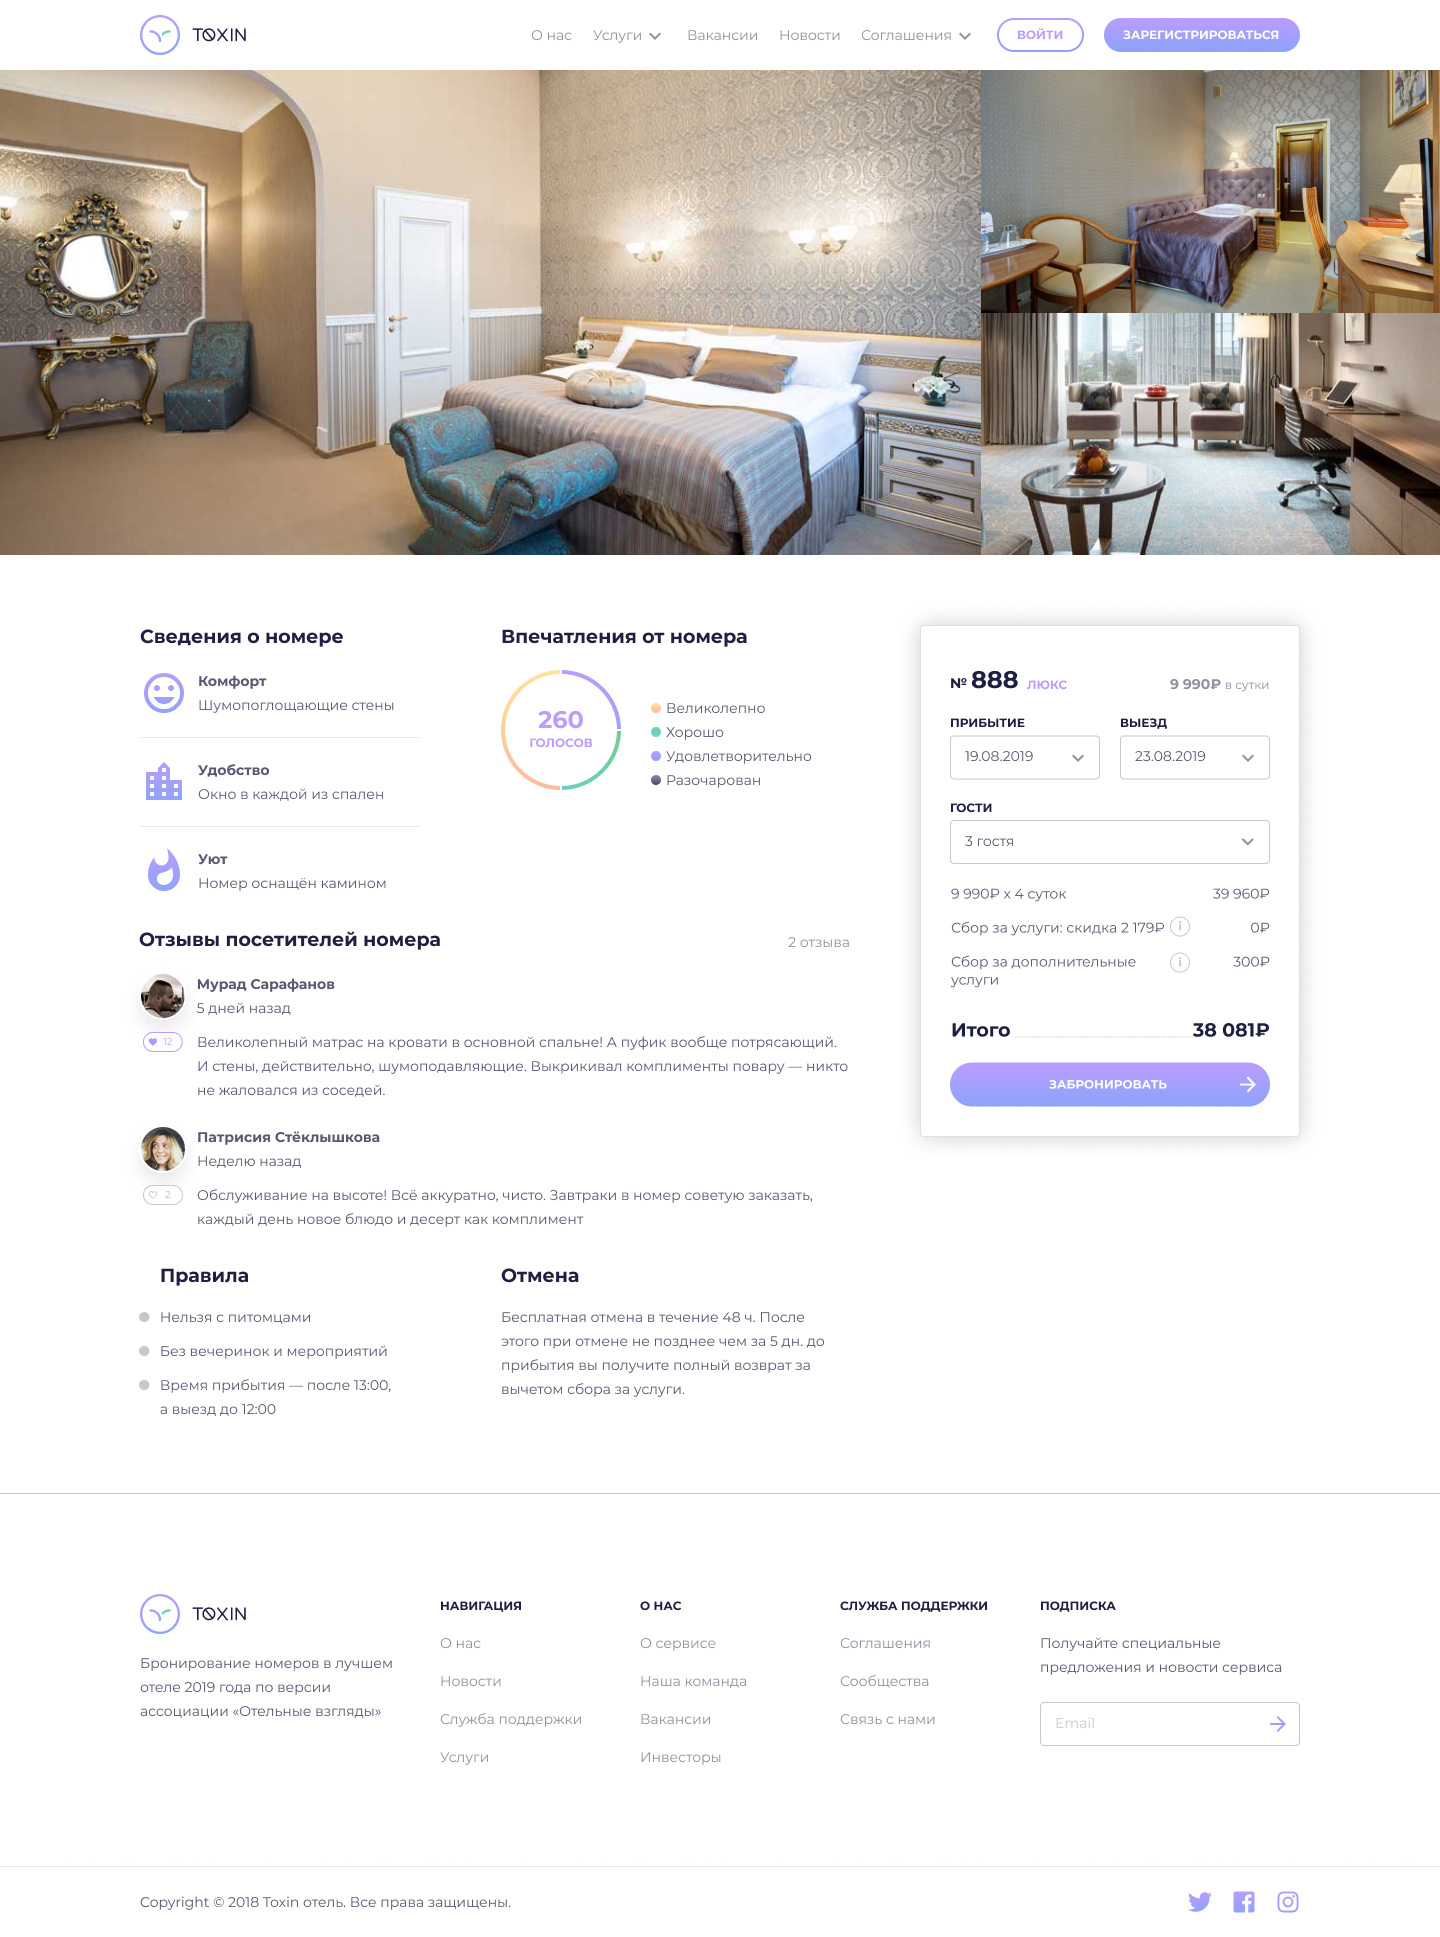 TOXIN
О нас Услуги Вакансии Новости Соглашения ВОЙТИ ЗАРЕГИСТРИРОВАТЬСЯ
Сведения о номере
Комфорт
Шумопоглощающие стены
Удобство
Окно в каждой из спален
Уют
Номер оснащён камином
Впечатления от номера
260
ГОЛОСОВ
Великолепно
Хорошо
Удовлетворительно
Разочарован
№ 888 ЛЮКС 9 990₽ в сутки
ПРИБЫТИЕ ВЫЕЗД
19.08.2019 23.08.2019
ГОСТИ
3 гостя
9 990₽ х 4 суток 39 960₽
Сбор за услуги: скидка 2 179₽ i 0₽
Сбор за дополнительные i 300₽
услуги
Итого 38 081₽
ЗАБРОНИРОВАТЬ
Отзывы посетителей номера 2 отзыва
Мурад Сарафанов
5 дней назад
12
Великолепный матрас на кровати в основной спальне! А пуфик вообще потрясающий.
И стены, действительно, шумоподавляющие. Выкрикивал комплименты повару — никто
не жаловался из соседей.
Патрисия Стёклышкова
Неделю назад
2
Обслуживание на высоте! Всё аккуратно, чисто. Завтраки в номер советую заказать,
каждый день новое блюдо и десерт как комплимент
Правила
Нельзя с питомцами
Без вечеринок и мероприятий
Время прибытия — после 13:00,
а выезд до 12:00
Отмена
Бесплатная отмена в течение 48 ч. После
этого при отмене не позднее чем за 5 дн. до
прибытия вы получите полный возврат за
вычетом сбора за услуги.
TOXIN
Бронирование номеров в лучшем
отеле 2019 года по версии
ассоциации «Отельные взгляды»
НАВИГАЦИЯ
О нас
Новости
Служба поддержки
Услуги
О НАС
О сервисе
Наша команда
Вакансии
Инвесторы
СЛУЖБА ПОДДЕРЖКИ
Соглашения
Сообщества
Связь с нами
ПОДПИСКА
Получайте специальные
предложения и новости сервиса
Email
Copyright © 2018 Toxin отель. Все права защищены.